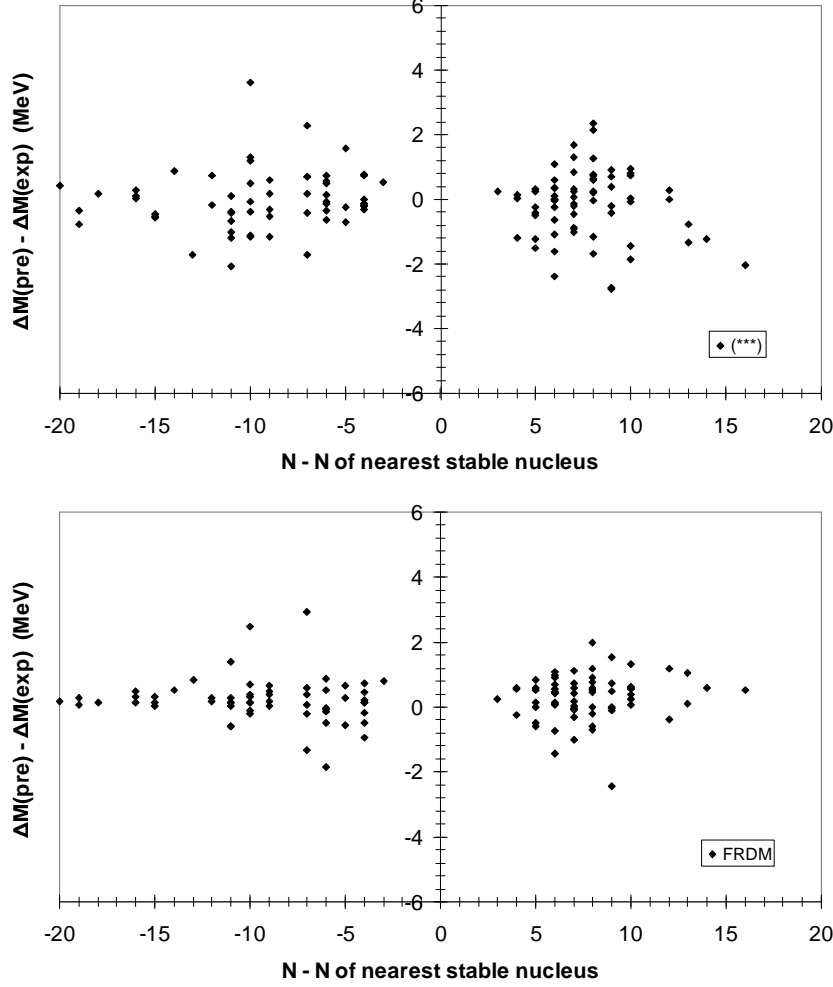 6
4
2
0
-2
-4
-6
ΔM(pre) - ΔM(exp) (MeV)
(***)
-20 -15 -10 -5 0 5 10 15 20
N - N of nearest stable nucleus
6
4
2
0
-2
-4
-6
ΔM(pre) - ΔM(exp) (MeV)
FRDM
-20 -15 -10 -5 0 5 10 15 20
N - N of nearest stable nucleus